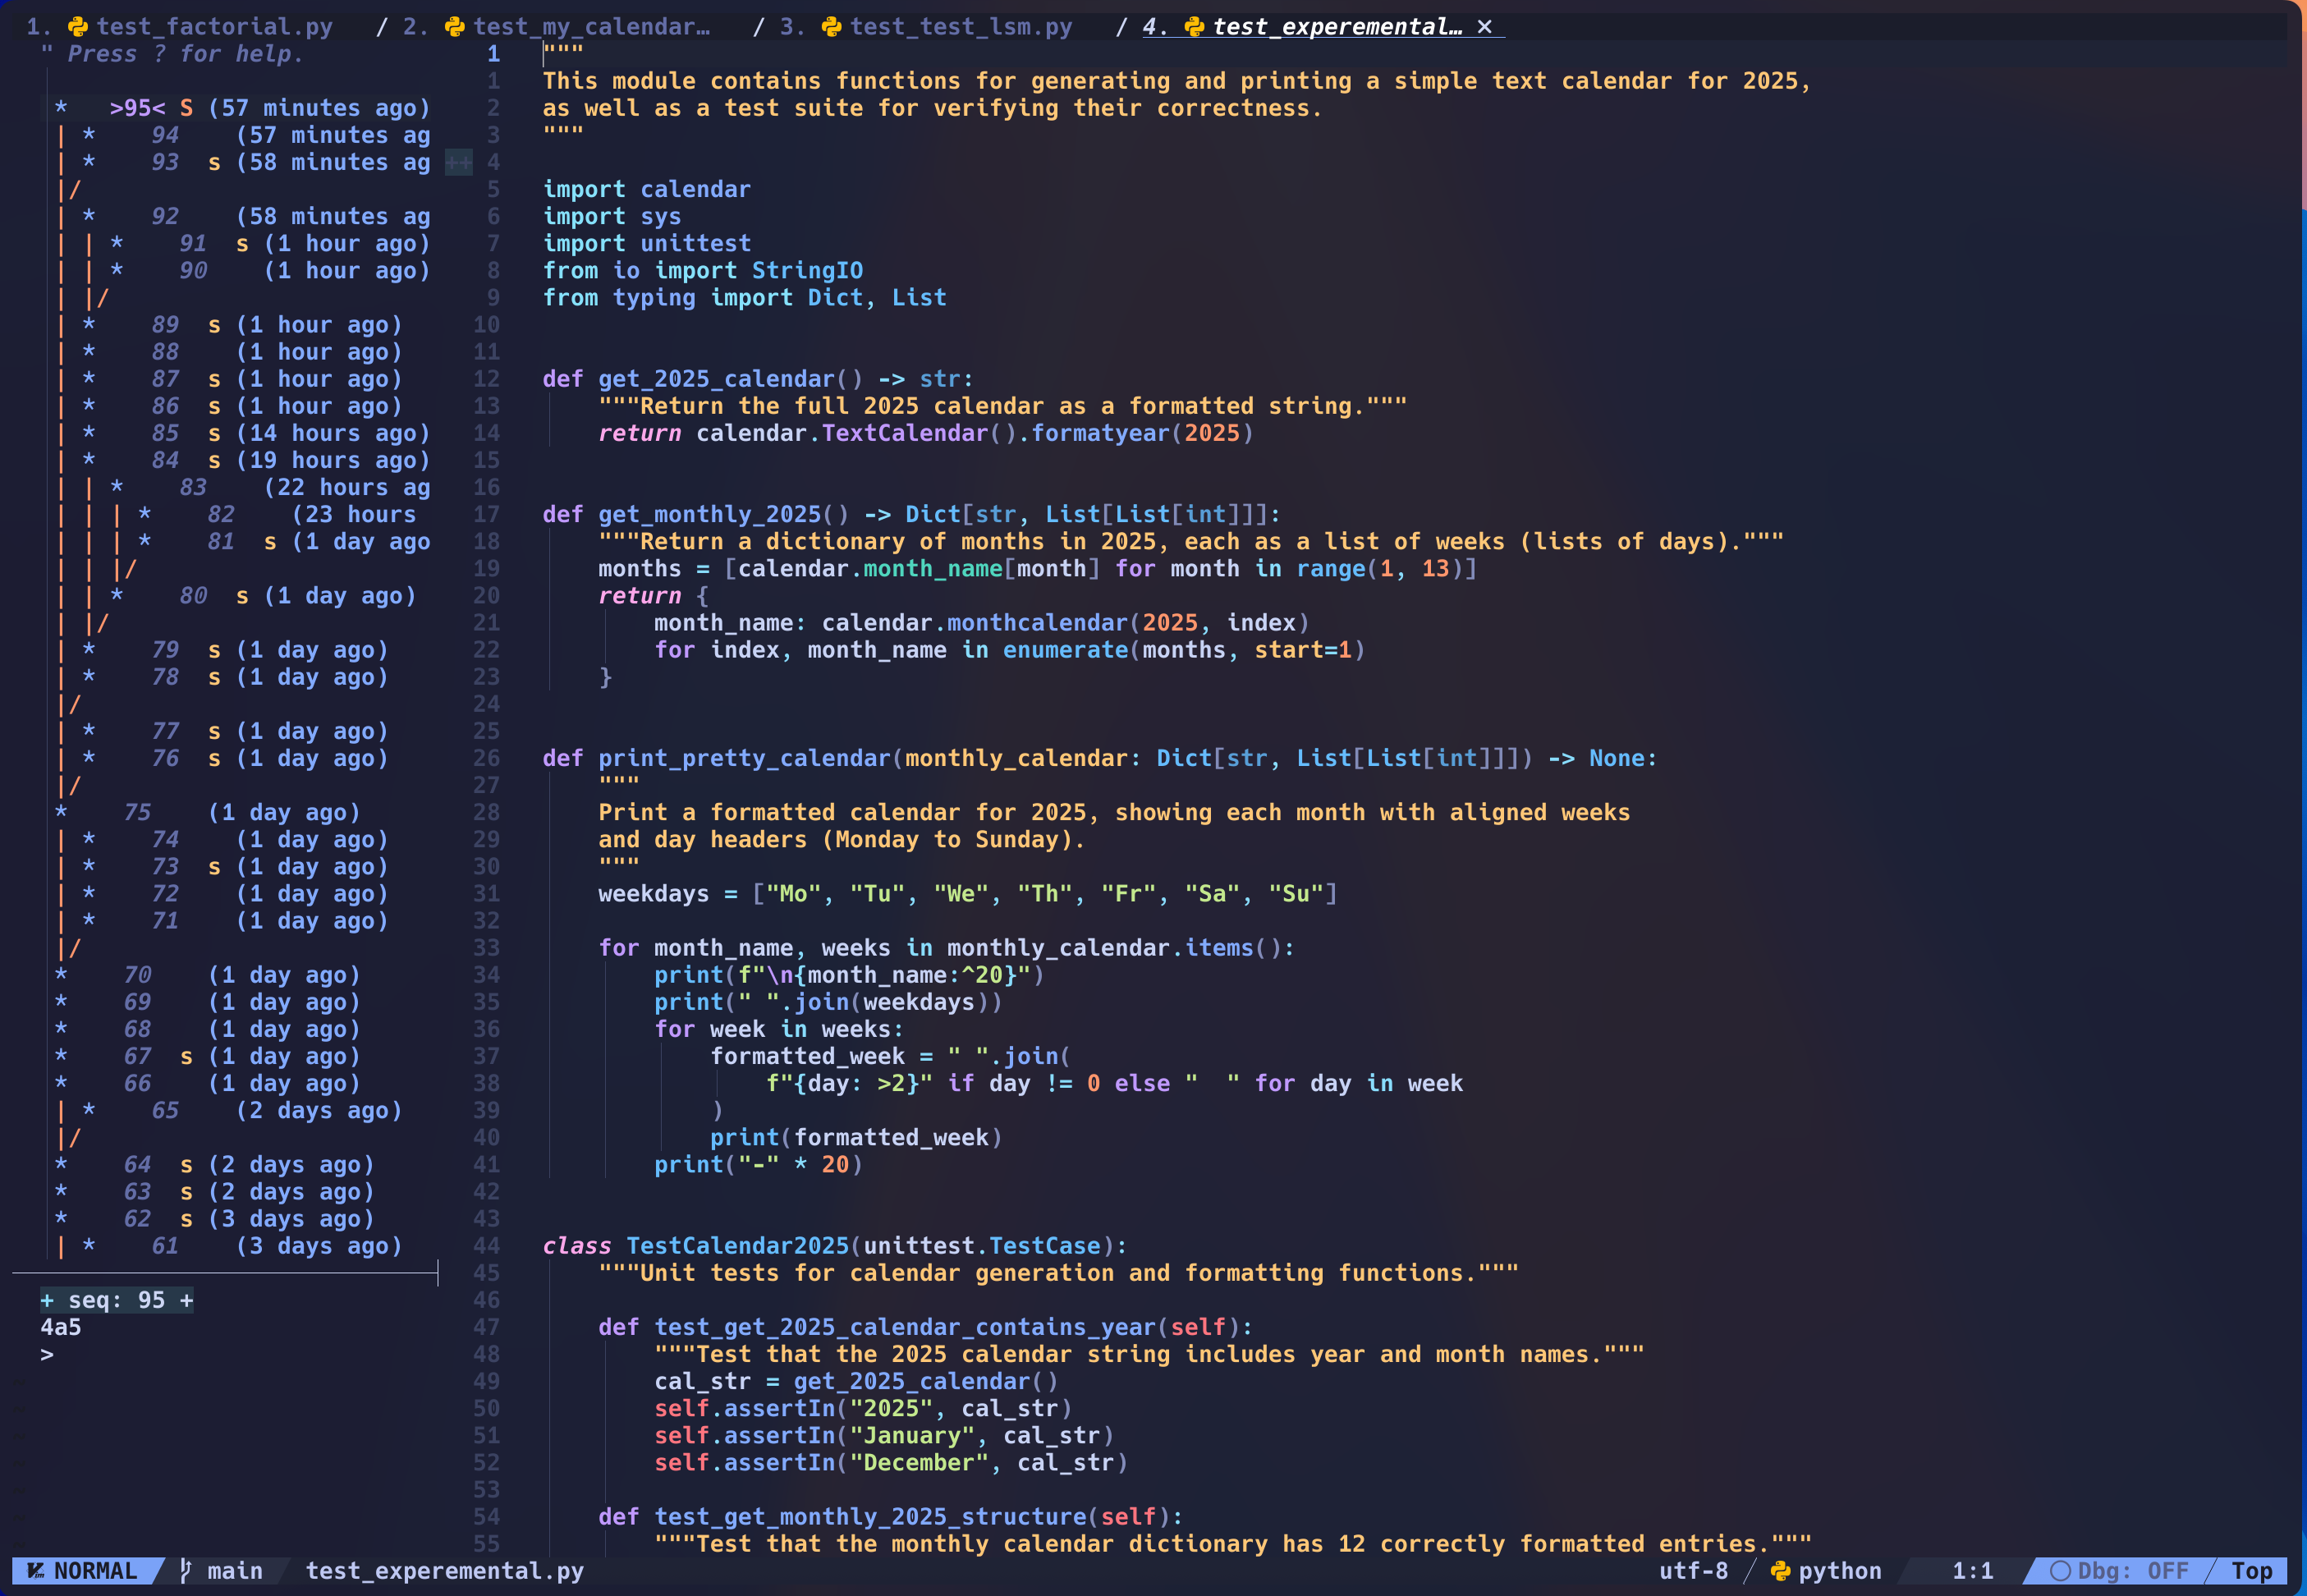 1. test_factorial.py / 2. test_my_calendar… / 3. test_test_lsm.py / 4. test_experemental… ×
" Press ? for help.
* >95< S (57 minutes ago)
| * 94 (57 minutes ag
| * 93 s (58 minutes ag
|/
| * 92 (58 minutes ag
| | * 91 s (1 hour ago)
| | * 90 (1 hour ago)
| |/
| * 89 s (1 hour ago)
| * 88 (1 hour ago)
| * 87 s (1 hour ago)
| * 86 s (1 hour ago)
| * 85 s (14 hours ago)
| * 84 s (19 hours ago)
| | * 83 (22 hours ag
| | | * 82 (23 hours
| | | * 81 s (1 day ago
| | |/
| | * 80 s (1 day ago)
| |/
| * 79 s (1 day ago)
| * 78 s (1 day ago)
|/
| * 77 s (1 day ago)
| * 76 s (1 day ago)
|/
* 75 (1 day ago)
| * 74 (1 day ago)
| * 73 s (1 day ago)
| * 72 (1 day ago)
| * 71 (1 day ago)
|/
* 70 (1 day ago)
* 69 (1 day ago)
* 68 (1 day ago)
* 67 s (1 day ago)
* 66 (1 day ago)
| * 65 (2 days ago)
|/
* 64 s (2 days ago)
* 63 s (2 days ago)
* 62 s (3 days ago)
| * 61 (3 days ago)
+ seq: 95 +
4a5
>
1 """
1 This module contains functions for generating and printing a simple text calendar for 2025,
2 as well as a test suite for verifying their correctness.
3 """
++ 4
5 import calendar
6 import sys
7 import unittest
8 from io import StringIO
9 from typing import Dict, List
10
11
12 def get_2025_calendar() -> str:
13     """Return the full 2025 calendar as a formatted string."""
14     return calendar.TextCalendar().formatyear(2025)
15
16
17 def get_monthly_2025() -> Dict[str, List[List[int]]]:
18     """Return a dictionary of months in 2025, each as a list of weeks (lists of days)."""
19     months = [calendar.month_name[month] for month in range(1, 13)]
20     return {
21         month_name: calendar.monthcalendar(2025, index)
22         for index, month_name in enumerate(months, start=1)
23     }
24
25
26 def print_pretty_calendar(monthly_calendar: Dict[str, List[List[int]]]) -> None:
27     """
28     Print a formatted calendar for 2025, showing each month with aligned weeks
29     and day headers (Monday to Sunday).
30     """
31     weekdays = ["Mo", "Tu", "We", "Th", "Fr", "Sa", "Su"]
32
33     for month_name, weeks in monthly_calendar.items():
34         print(f"\n{month_name:^20}")
35         print(" ".join(weekdays))
36         for week in weeks:
37             formatted_week = " ".join(
38                 f"{day: >2}" if day != 0 else "  " for day in week
39             )
40             print(formatted_week)
41         print("-" * 20)
42
43
44 class TestCalendar2025(unittest.TestCase):
45     """Unit tests for calendar generation and formatting functions."""
46
47     def test_get_2025_calendar_contains_year(self):
48         """Test that the 2025 calendar string includes year and month names."""
49         cal_str = get_2025_calendar()
50         self.assertIn("2025", cal_str)
51         self.assertIn("January", cal_str)
52         self.assertIn("December", cal_str)
53
54     def test_get_monthly_2025_structure(self):
55         """Test that the monthly calendar dictionary has 12 correctly formatted entries."""
NORMAL main test_experemental.py utf-8 / python 1:1 Dbg: OFF / Top